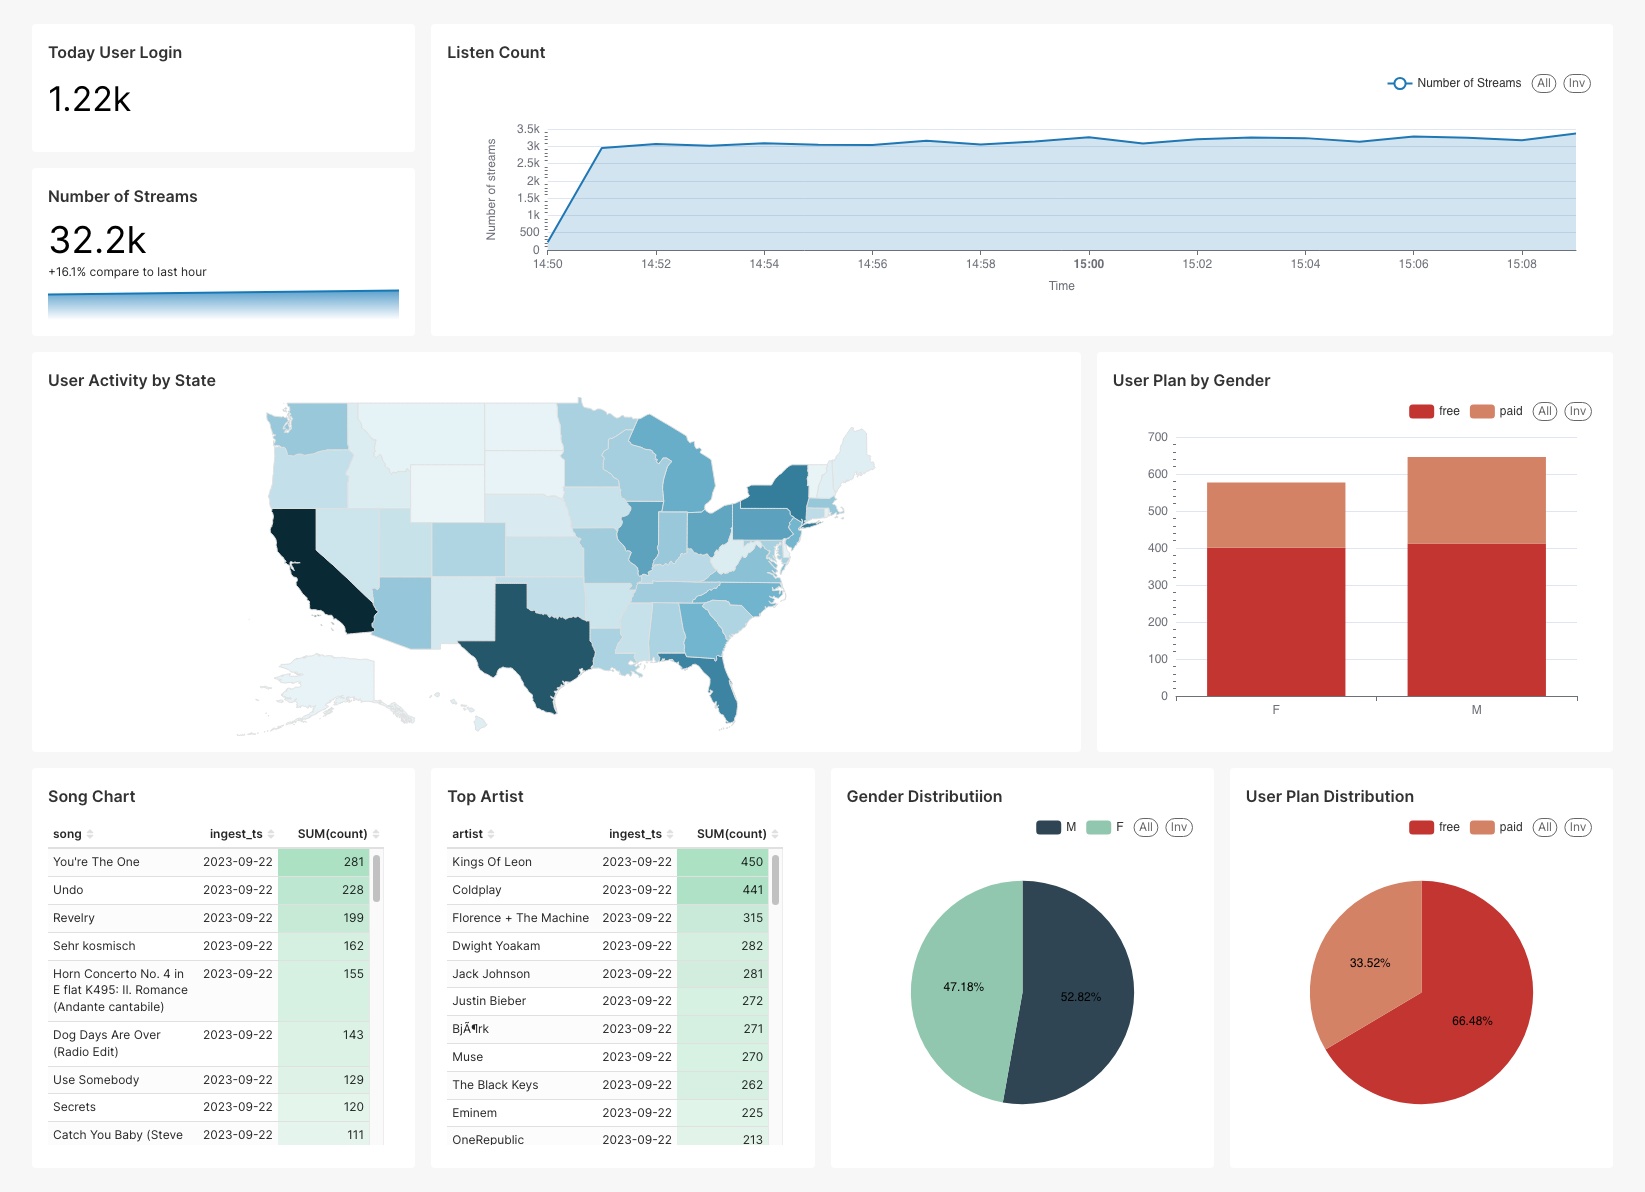 Today User Login
1.22k
Number of Streams
32.2k
+16.1% compare to last hour
Listen Count
Number of Streams All Inv
Number of streams
3.5k
3k
2.5k
2k
1.5k
1k
500
0
14:50 14:52 14:54 14:56 14:58 15:00 15:02 15:04 15:06 15:08
Time
User Activity by State
User Plan by Gender
free paid All Inv
700
600
500
400
300
200
100
0
F M
Song Chart
song ingest_ts SUM(count)
You're The One 2023-09-22 281
Undo 2023-09-22 228
Revelry 2023-09-22 199
Sehr kosmisch 2023-09-22 162
Horn Concerto No. 4 in 2023-09-22 155
E flat K495: II. Romance
(Andante cantabile)
Dog Days Are Over 2023-09-22 143
(Radio Edit)
Use Somebody 2023-09-22 129
Secrets 2023-09-22 120
Catch You Baby (Steve 2023-09-22 111
Top Artist
artist ingest_ts SUM(count)
Kings Of Leon 2023-09-22 450
Coldplay 2023-09-22 441
Florence + The Machine 2023-09-22 315
Dwight Yoakam 2023-09-22 282
Jack Johnson 2023-09-22 281
Justin Bieber 2023-09-22 272
BjÃ¶rk 2023-09-22 271
Muse 2023-09-22 270
The Black Keys 2023-09-22 262
Eminem 2023-09-22 225
OneRepublic 2023-09-22 213
Gender Distributiion
M F All Inv
47.18%
52.82%
User Plan Distribution
free paid All Inv
33.52%
66.48%